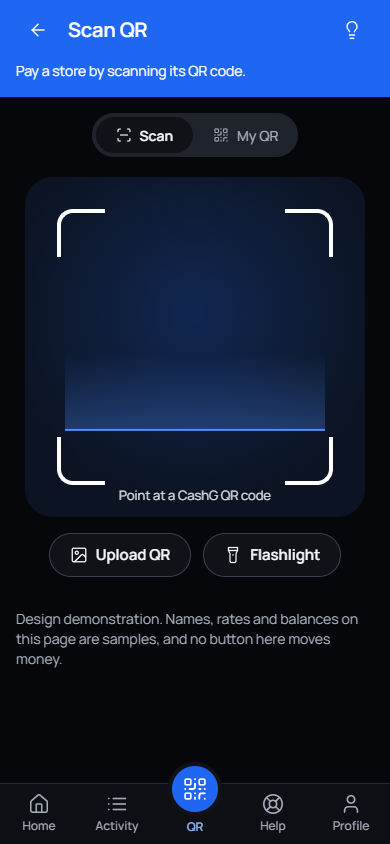 Scan QR
Pay a store by scanning its QR code.
Scan
My QR
Point at a CashG QR code
Upload QR
Flashlight
Design demonstration. Names, rates and balances on
this page are samples, and no button here moves
money.
Home
Activity
QR
Help
Profile